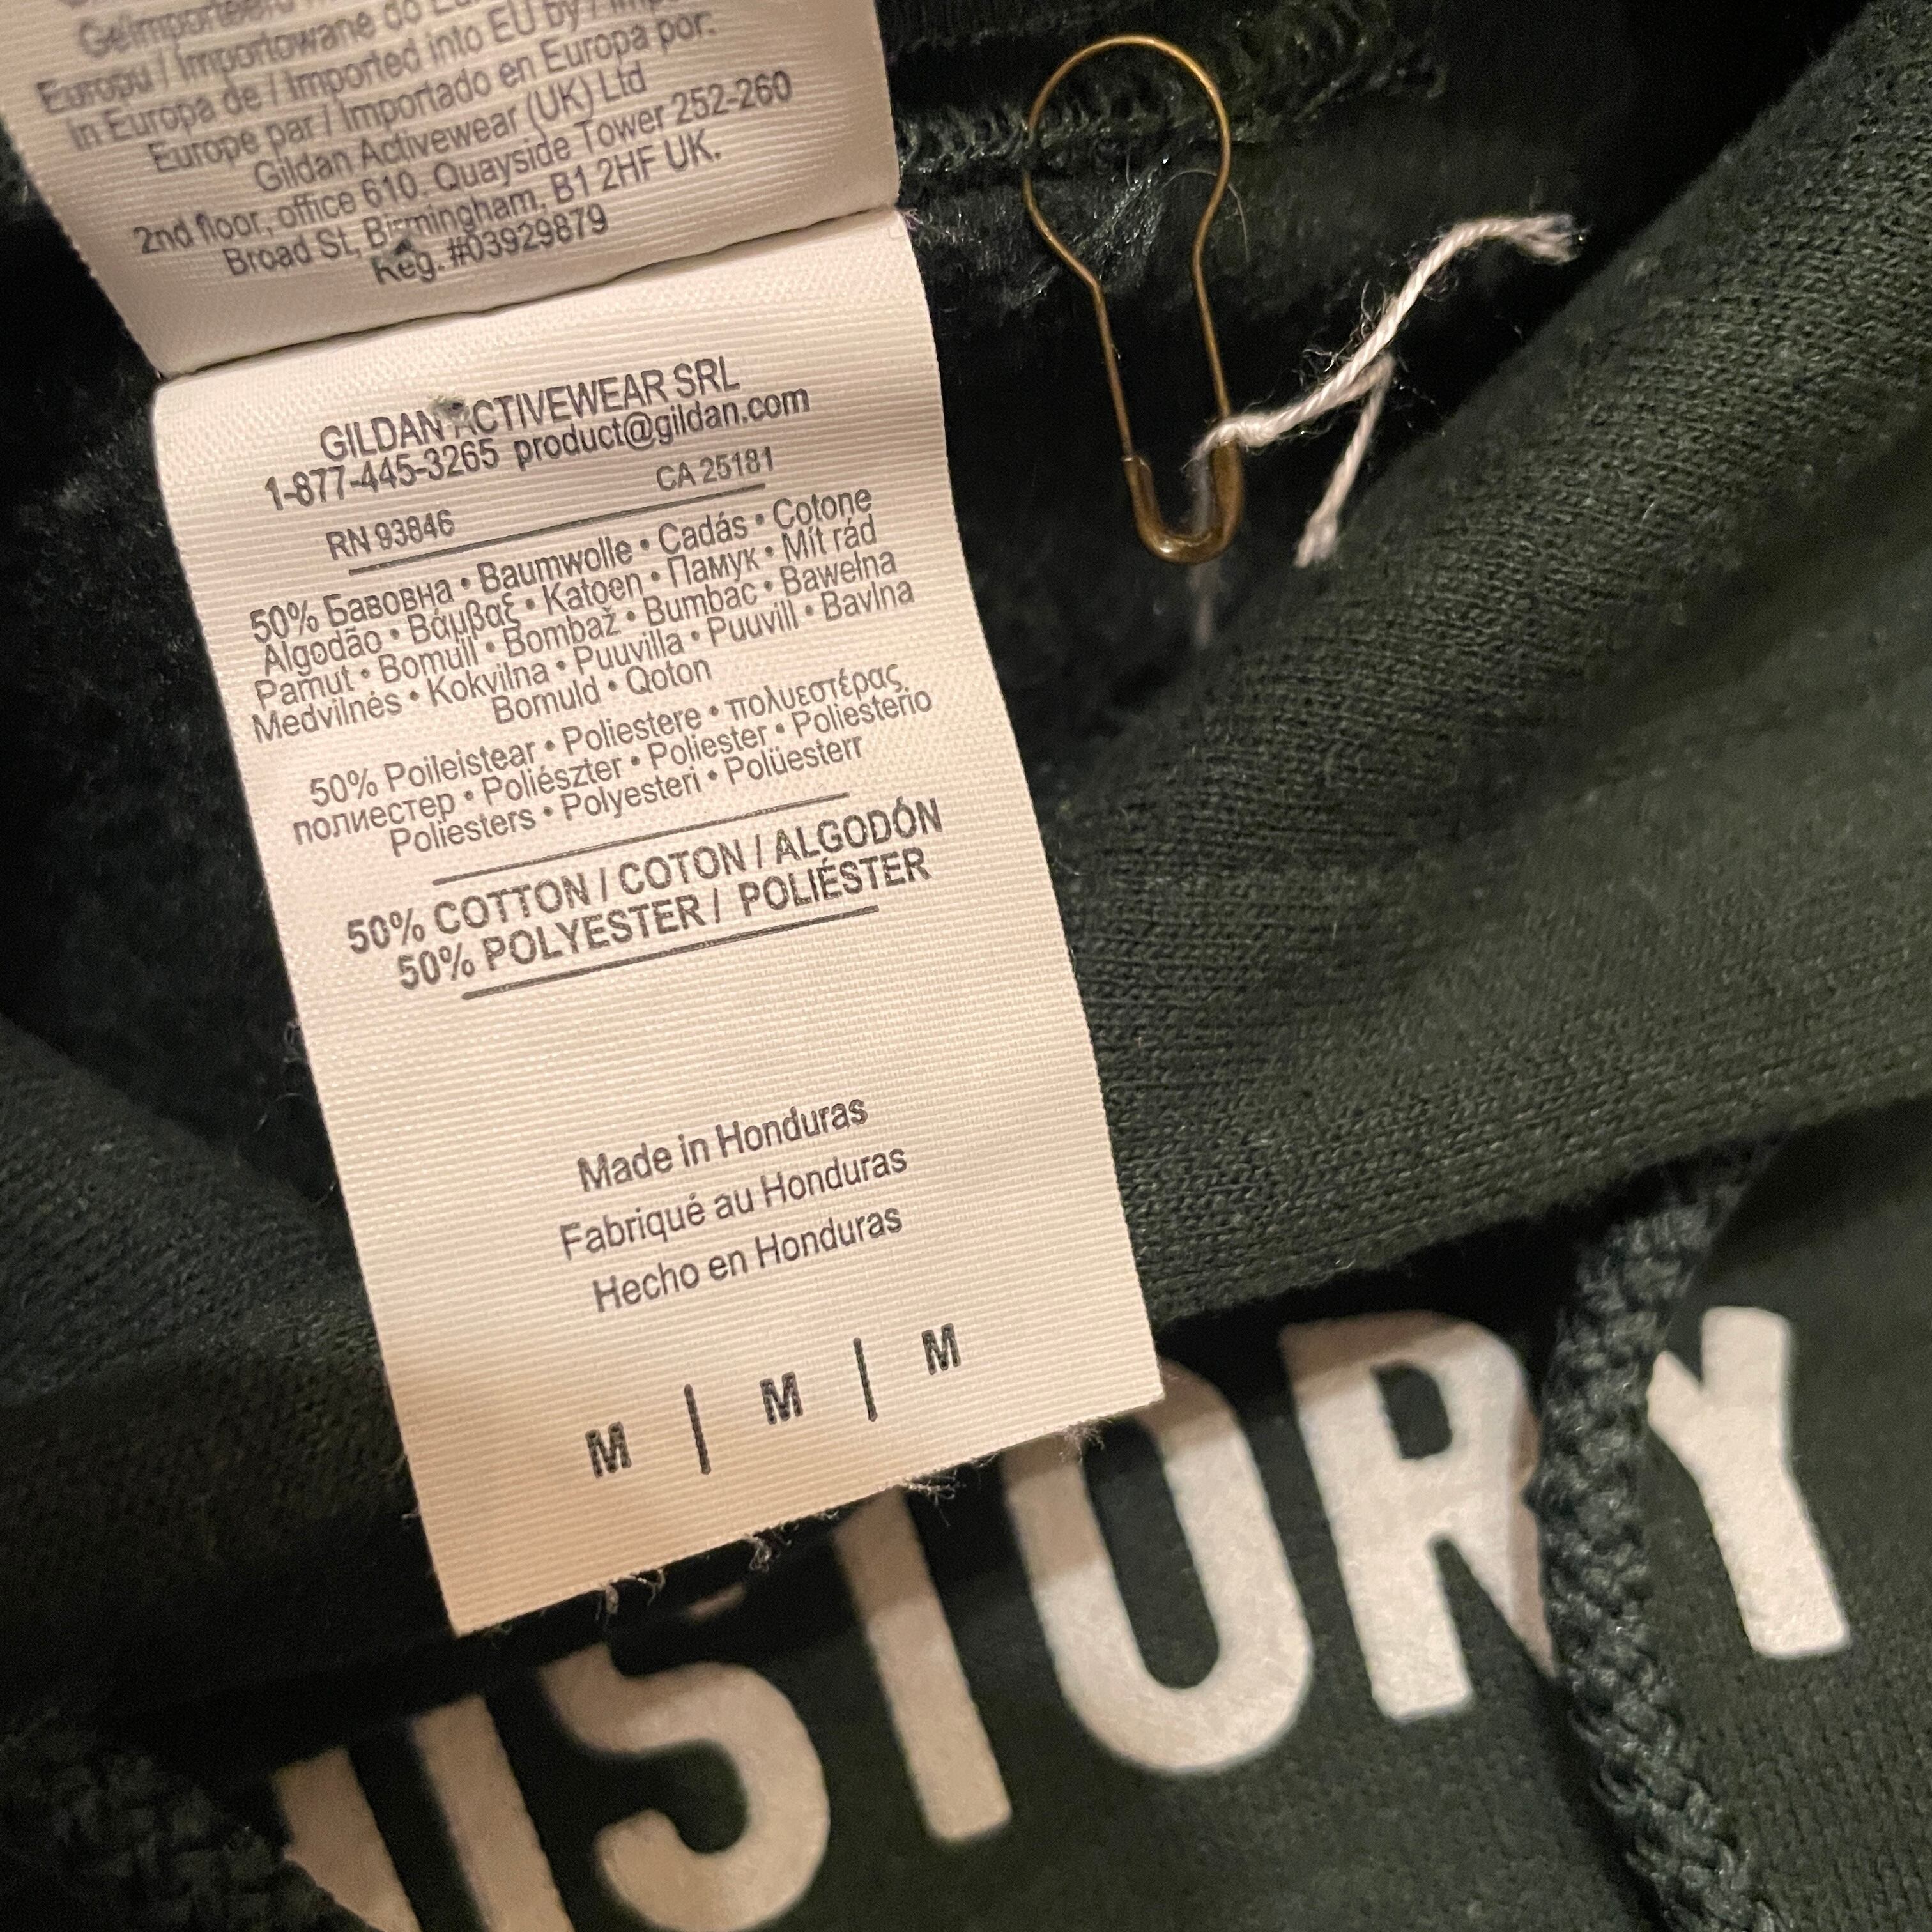 Europu / Importowane do
In Europa de / Imported into EU by /
Europe par / Importado en Europa por:
Gildan Activewear (UK) Ltd
2nd floor, office 610, Quayside Tower 252-260
Broad St, Birmingham, B1 2HF UK.
Reg. #03929879
GILDAN ACTIVEWEAR SRL
1-877-445-3265 product@gildan.com
RN 93846 CA 25181
50% Бавовна • Baumwolle • Cadás • Cotone
Algodão • Βάμβαξ • Katoen • Памук • Mít rád
Pamut • Bomull • Bombaž • Bumbac • Bawełna
Medvilnės • Kokvilna • Puuvilla • Puuvill • Bavlna
Bomuld • Qoton
50% Poileistear • Poliestere • πολυεστέρας
полиестер • Poliészter • Poliester • Poliesterio
Poliesters • Polyesteri • Polüesterr
50% COTTON / COTON / ALGODÓN
50% POLYESTER / POLIÉSTER
Made in Honduras
Fabriqué au Honduras
Hecho en Honduras
M | M | M
ISTORY